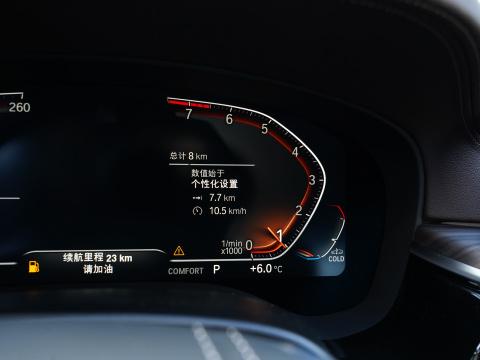 260
7
6
5
4
3
2
1
0
总计 8 km
数值始于
个性化设置
7.7 km
10.5 km/h
1/min
x1000
续航里程 23 km
请加油
COMFORT P +6.0 °C
COLD